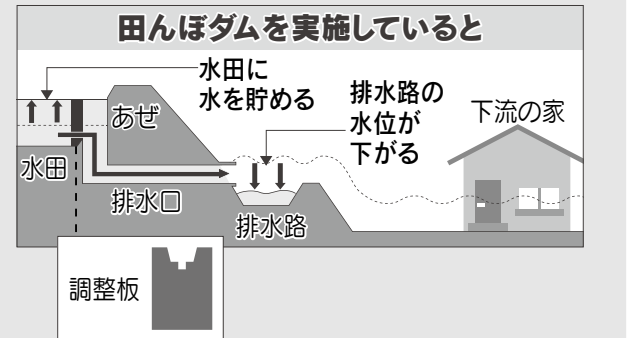 田んぼダムを実施していると
水田に
水を貯める
排水路の
水位が
下がる
下流の家
あぜ
水田
排水口
排水路
調整板